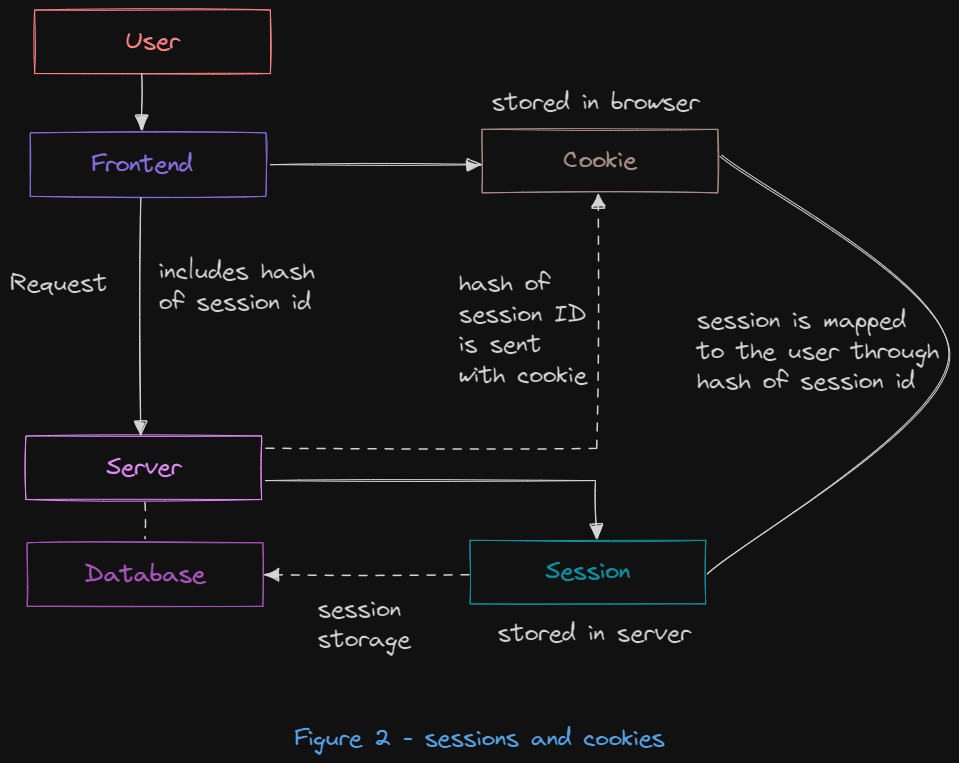 User
stored in browser
Frontend
Cookie
Request
includes hash
of session id
hash of
session ID
is sent
with cookie
session is mapped
to the user through
hash of session id
Server
Database
Session
session
storage
stored in server
Figure 2 - sessions and cookies